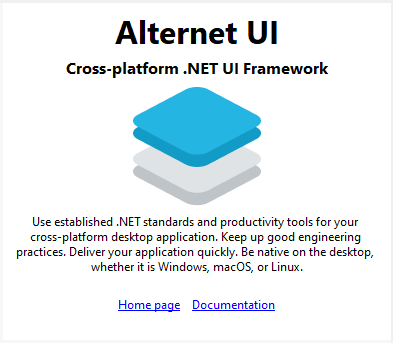 Alternet UI
Cross-platform .NET UI Framework
Use established .NET standards and productivity tools for your
cross-platform desktop application. Keep up good engineering
practices. Deliver your application quickly. Be native on the desktop,
whether it is Windows, macOS, or Linux.
Home page Documentation